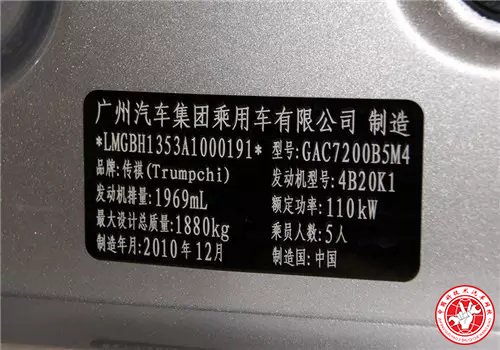 广州汽车集团乘用车有限公司 制造
*LMGBH1353A1000191* 型号:GAC7200B5M4
品牌:传祺(Trumpchi) 发动机型号:4B20K1
发动机排量:1969mL 额定功率:110kW
最大设计总质量:1880kg 乘员人数:5人
制造年月:2010年12月 制造国:中国